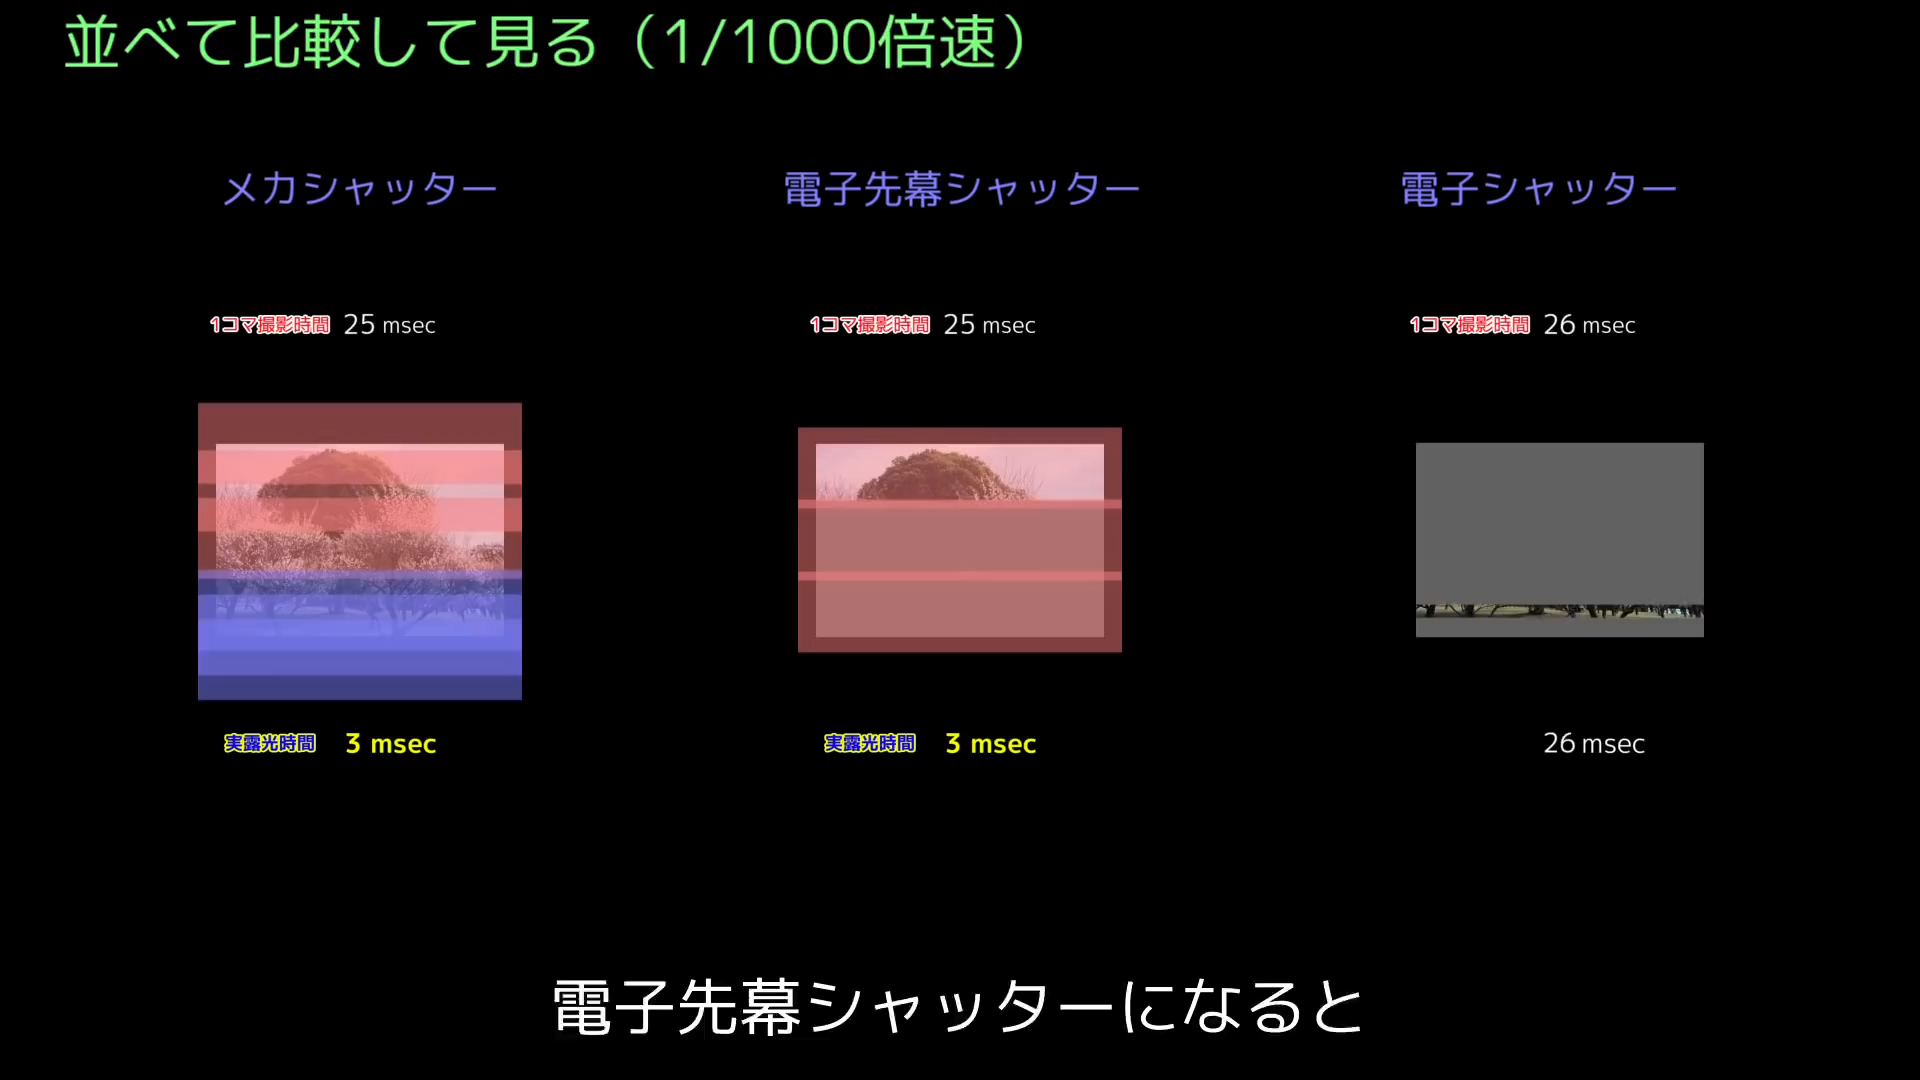 並べて比較して見る（1/1000倍速）
メカシャッター
電子先幕シャッター
電子シャッター
1コマ撮影時間 25 msec
1コマ撮影時間 25 msec
1コマ撮影時間 26 msec
実露光時間 3 msec
実露光時間 3 msec
26 msec
電子先幕シャッターになると